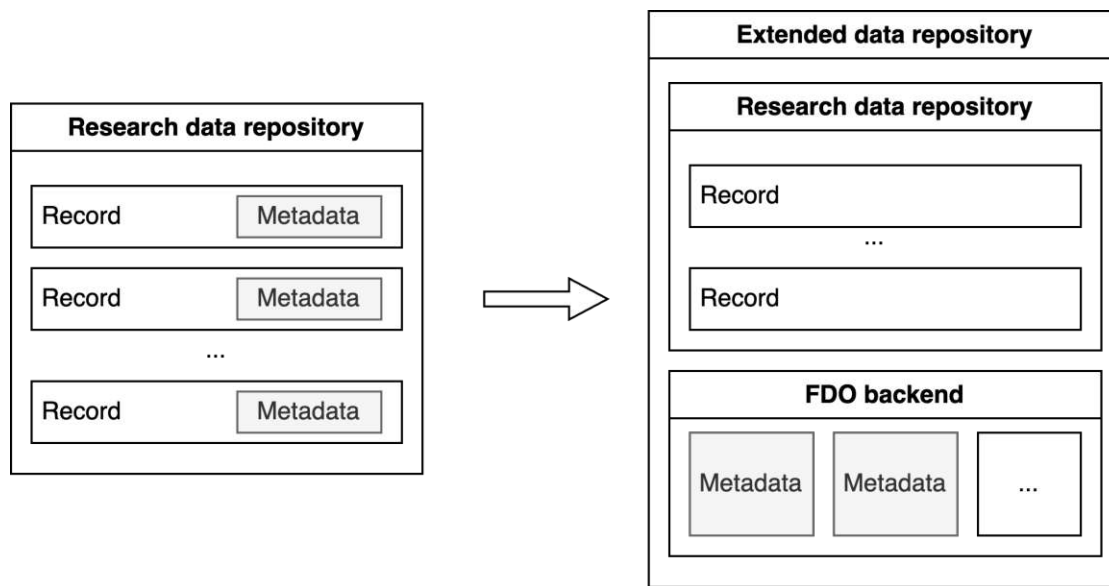 Research data repository
Record Metadata
Record Metadata
...
Record Metadata
Extended data repository
Research data repository
Record
...
Record
FDO backend
Metadata Metadata ...